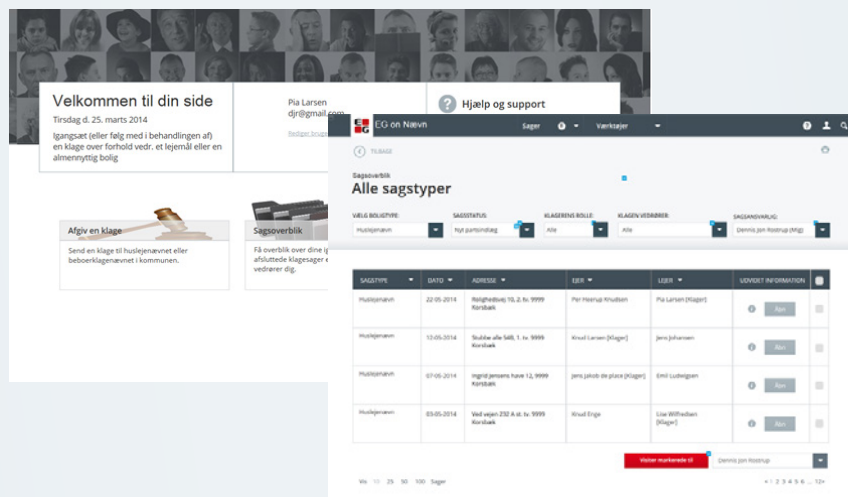 Velkommen til din side
Tirsdag d. 25. marts 2014
Igangsæt (eller følg med i behandlingen af)
en klage over forhold vedr. et lejemål eller en
almennyttig bolig
Pia Larsen
djr@gmail.com
Rediger bruge
Hjælp og support
Afgiv en klage
Send en klage til huslejenævnet eller
beboerklagenævnet i kommunen.
Sagsoverblik
Få overblik over dine ig
afsluttede klagesager e
vedrører dig.
EG EG on Nævn
Sager
Værktøjer
TILBAGE
Sagsoverblik
Alle sagstyper
VÆLG BOLIGTYPE: SAGSSTATUS: KLAGERENS ROLLE: KLAGEN VEDRØRER: SAGSANSVARLIG:
Huslejenævn Nyt partsindlæg Alle Alle Dennis Jon Rostrup (Mig)
SAGSTYPE DATO ADRESSE EJER LEJER UDVIDET INFORMATION
Huslejenævn 22-05-2014 Rolighedsvej 10, 2. tv. 9999 Per Heerup Knudsen Pia Larsen [Klager] Åbn
Korsbæk
Huslejenævn 12-05-2014 Stubbe alle 54B, 1. tv. 9999 Knud Larsen [Klager] Jens Johansen Åbn
Korsbæk
Huslejenævn 07-05-2014 Ingrid Jensens have 12, 9999 Jens Jakob de place [Klager] Emil Ludwigsen Åbn
Korsbæk
Huslejenævn 03-05-2014 Ved vejen 232 A st. tv. 9999 Knud Enge Lise Wilfredsen Åbn
Korsbæk [Klager]
Visiter markerede til Dennis Jon Rostrup
Vis 10 25 50 100 Sager
« 1 2 3 4 5 6 ... 12»